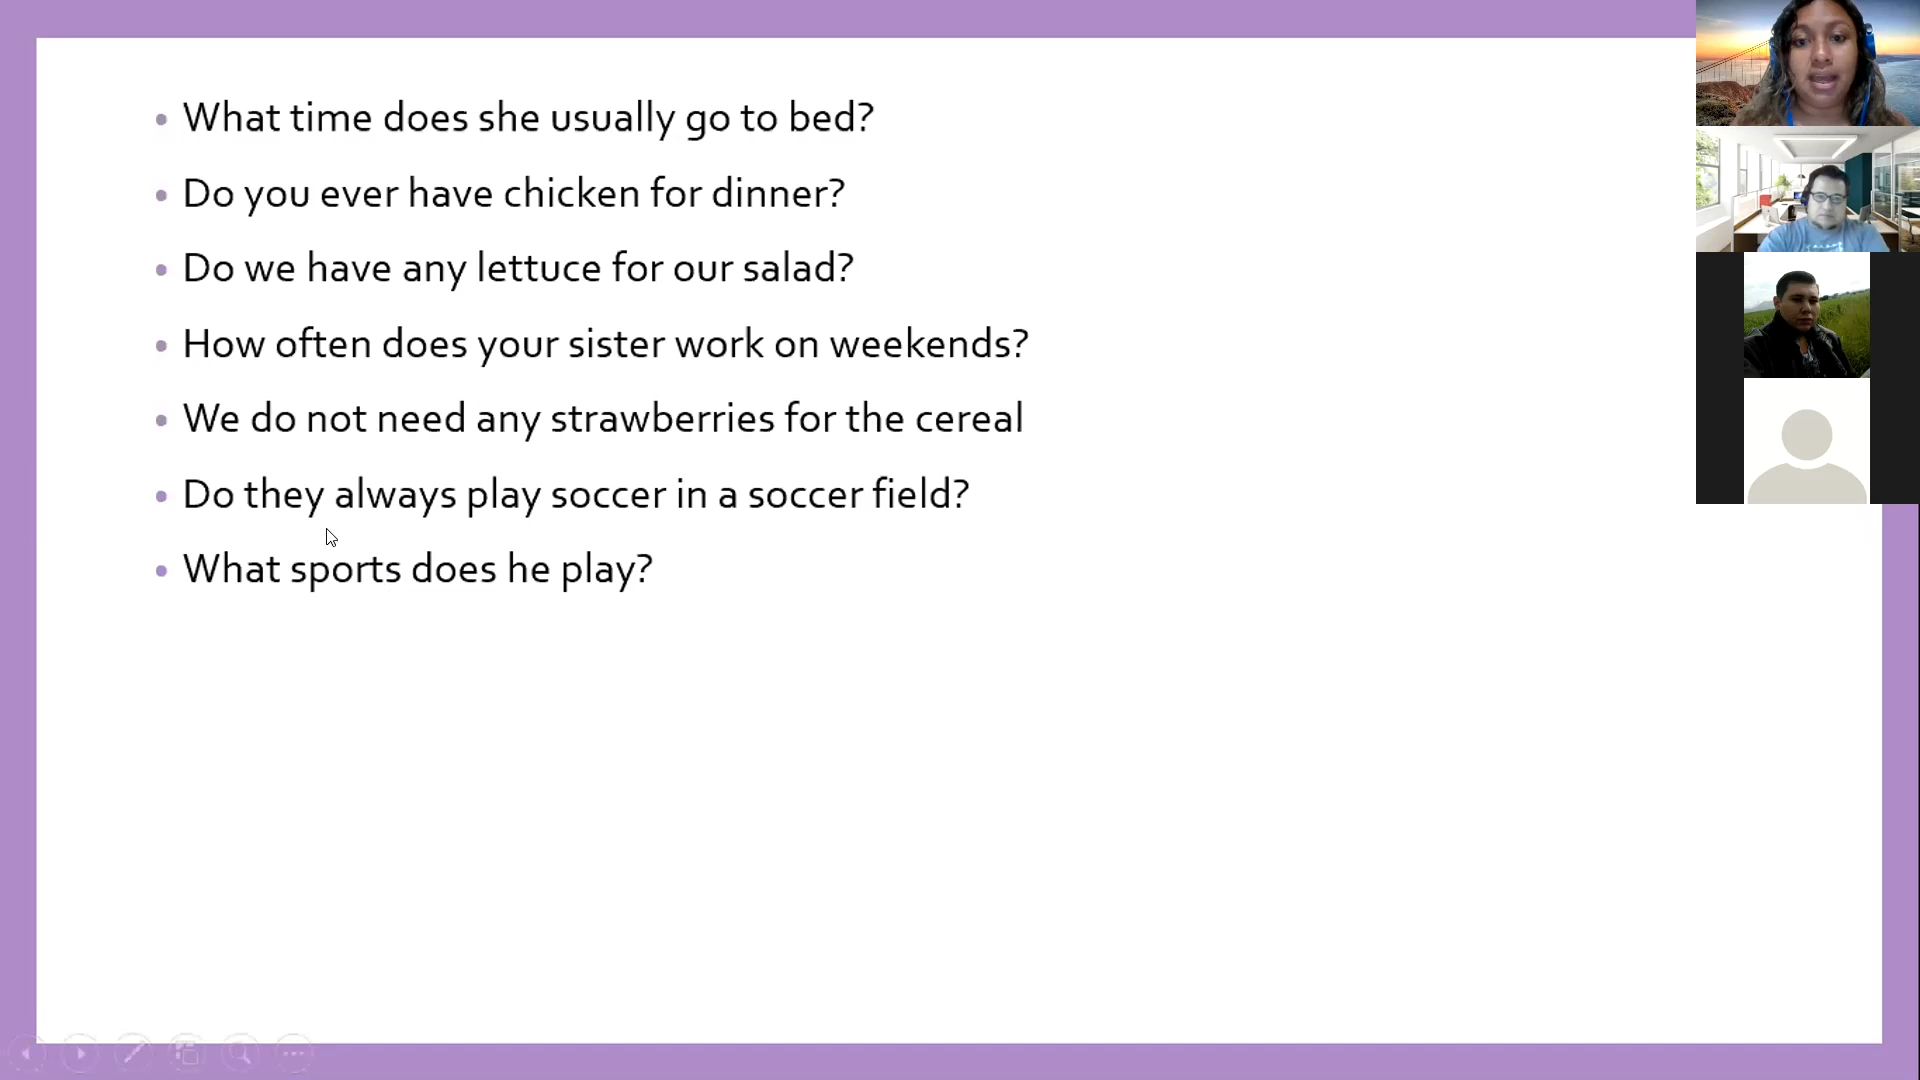 What time does she usually go to bed?
Do you ever have chicken for dinner?
Do we have any lettuce for our salad?
How often does your sister work on weekends?
We do not need any strawberries for the cereal
Do they always play soccer in a soccer field?
What sports does he play?